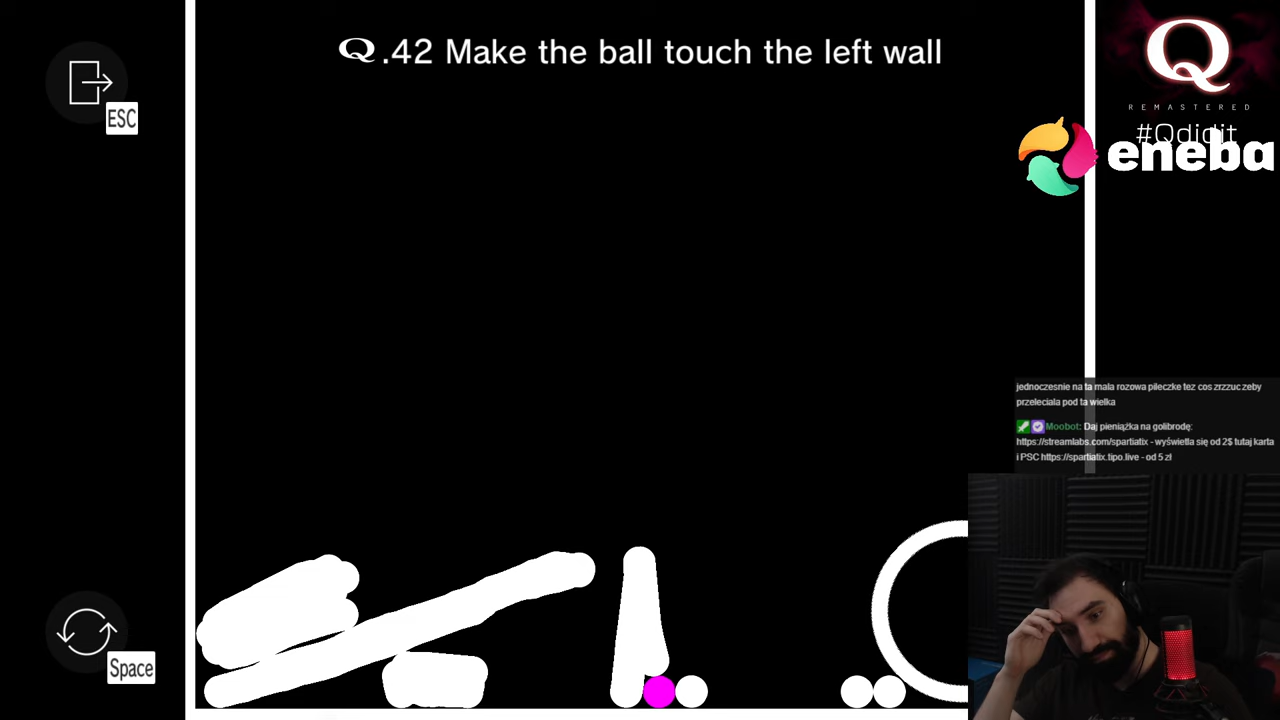 Q.42 Make the ball touch the left wall
ESC
Q
REMASTERED
#Qdidit
eneba
jednoczesnie na ta mala rozowa pileczke tez cos zrzzuc zeby
przeleciala pod ta wielka
Moobot: Daj pieniążka na golibrodę:
https://streamlabs.com/spartiatix - wyświetla się od 2$ tutaj karta
i PSC https://spartiatix.tipo.live - od 5 zł
Space